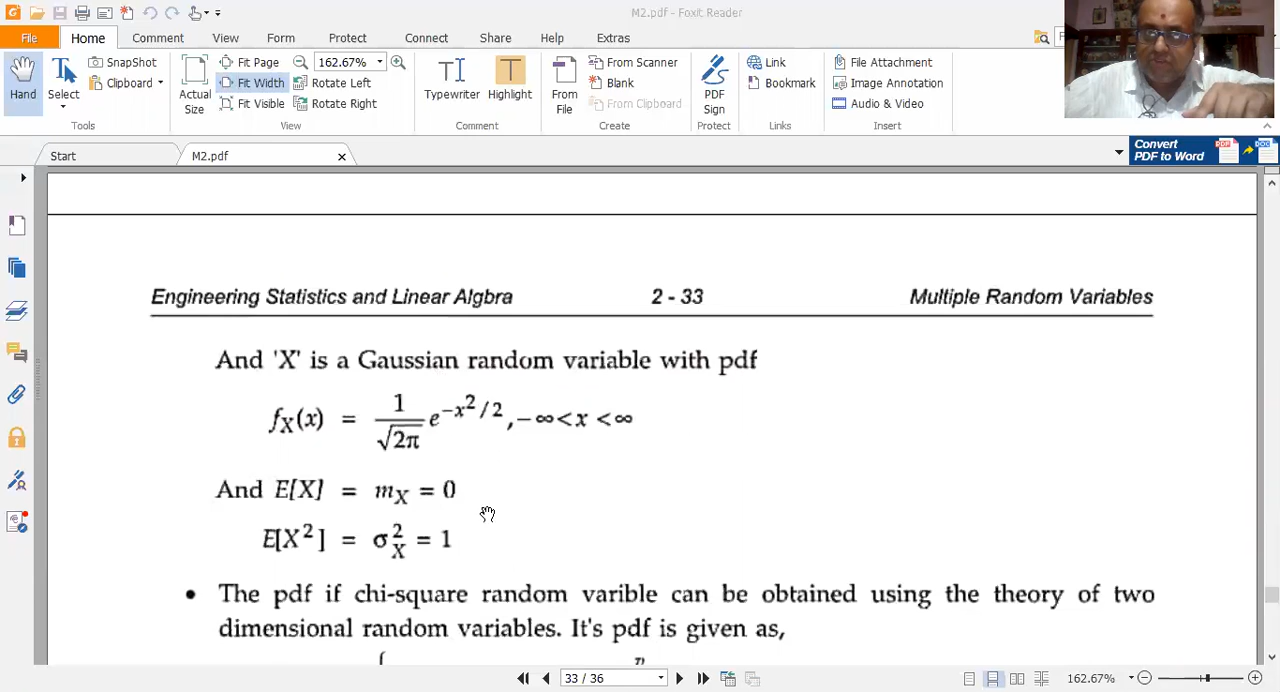 M2.pdf - Foxit Reader
File Home Comment View Form Protect Connect Share Help Extras
Hand
Select
SnapShot
Clipboard
Tools
Actual Size
Fit Page
Fit Width
Fit Visible
162.67%
Rotate Left
Rotate Right
View
Typewriter
Highlight
Comment
From File
From Scanner
Blank
From Clipboard
Create
PDF Sign
Protect
Link
Bookmark
Links
File Attachment
Image Annotation
Audio & Video
Insert
Start
M2.pdf
Convert
PDF to Word
PDF
DOC
Engineering Statistics and Linear Algbra 2 - 33 Multiple Random Variables
And 'X' is a Gaussian random variable with pdf
f_X(x) = 1/√2π e^(-x²/2), -∞<x<∞
And E[X] = m_X = 0
E[X²] = σ²_X = 1
• The pdf if chi-square random varible can be obtained using the theory of two
dimensional random variables. It's pdf is given as,
33 / 36
162.67%